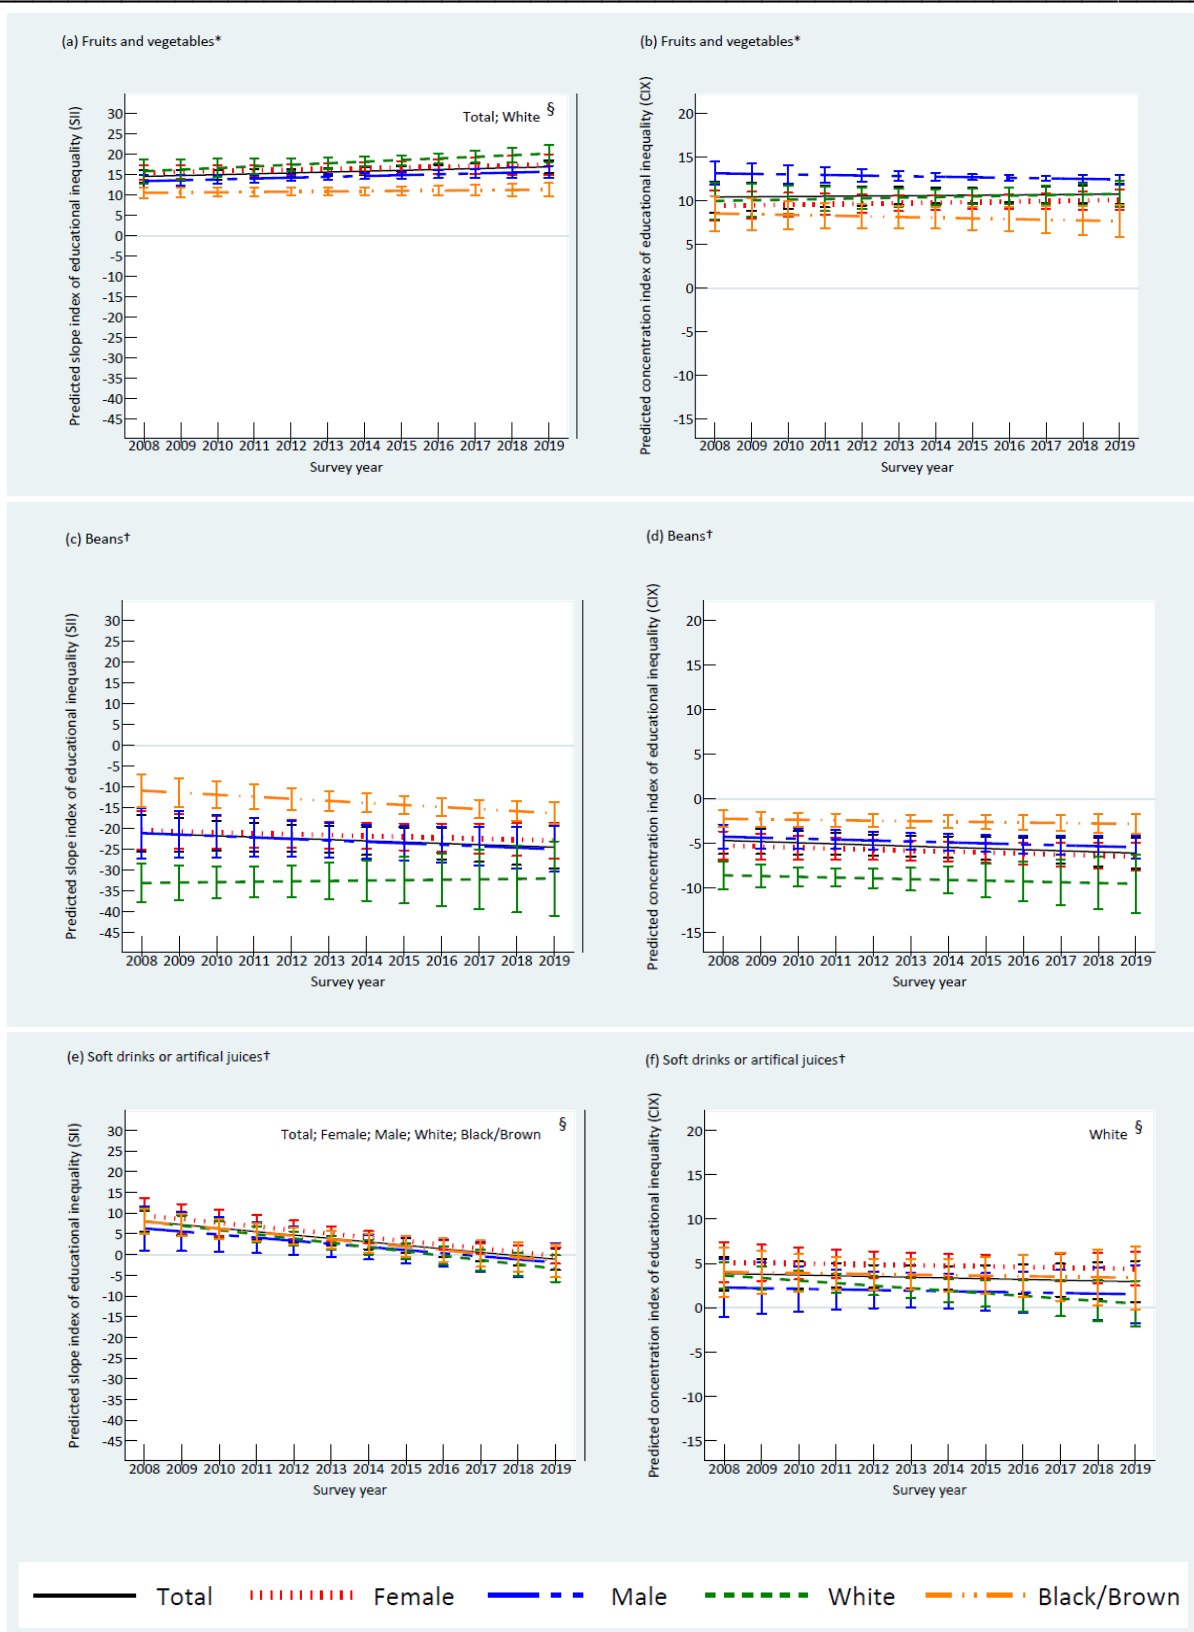 (a) Fruits and vegetables*
Predicted slope index of educational inequality (SII)
Total; White §
30
25
20
15
10
5
0
-5
-10
-15
-20
-25
-30
-35
-40
-45
2008 2009 2010 2011 2012 2013 2014 2015 2016 2017 2018 2019
Survey year
(b) Fruits and vegetables*
Predicted concentration index of educational inequality (CIX)
20
15
10
5
0
-5
-10
-15
2008 2009 2010 2011 2012 2013 2014 2015 2016 2017 2018 2019
Survey year
(c) Beans†
Predicted slope index of educational inequality (SII)
30
25
20
15
10
5
0
-5
-10
-15
-20
-25
-30
-35
-40
-45
2008 2009 2010 2011 2012 2013 2014 2015 2016 2017 2018 2019
Survey year
(d) Beans†
Predicted concentration index of educational inequality (CIX)
20
15
10
5
0
-5
-10
-15
2008 2009 2010 2011 2012 2013 2014 2015 2016 2017 2018 2019
Survey year
(e) Soft drinks or artifical juices†
Predicted slope index of educational inequality (SII)
Total; Female; Male; White; Black/Brown §
30
25
20
15
10
5
0
-5
-10
-15
-20
-25
-30
-35
-40
-45
2008 2009 2010 2011 2012 2013 2014 2015 2016 2017 2018 2019
Survey year
(f) Soft drinks or artifical juices†
Predicted concentration index of educational inequality (CIX)
White §
20
15
10
5
0
-5
-10
-15
2008 2009 2010 2011 2012 2013 2014 2015 2016 2017 2018 2019
Survey year
Total Female Male White Black/Brown